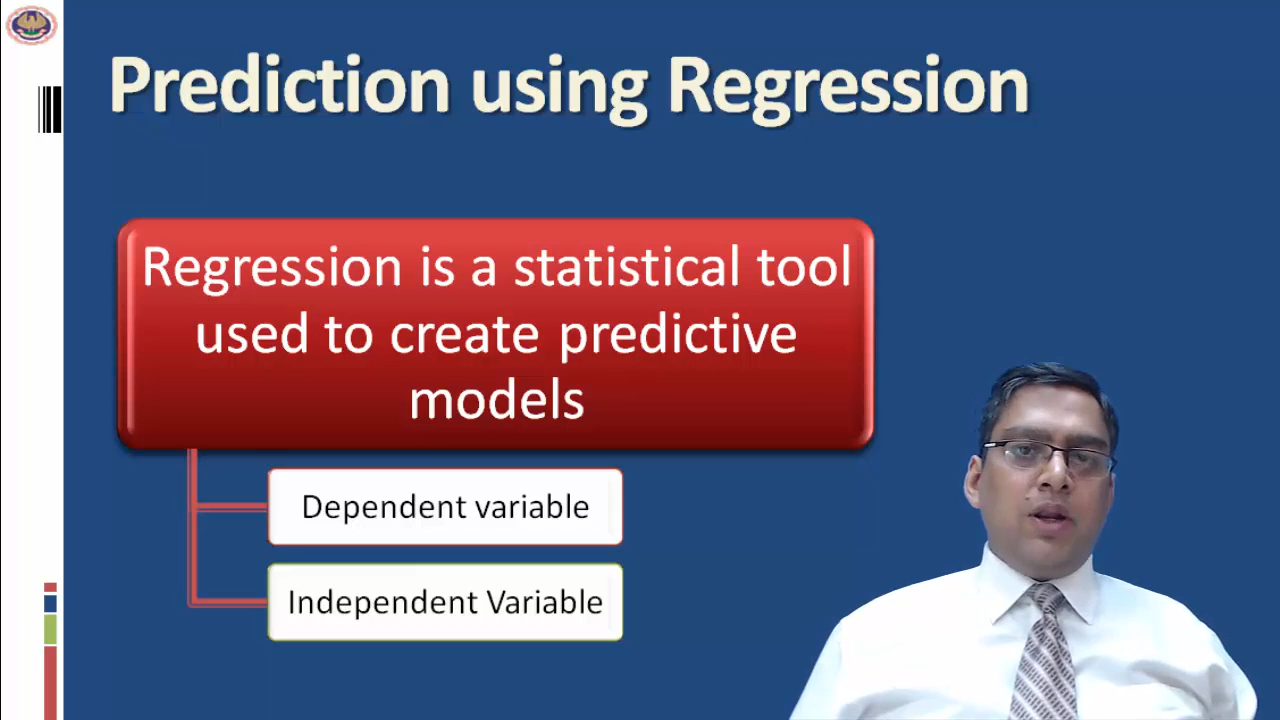 Prediction using Regression
Regression is a statistical tool
used to create predictive
models
Dependent variable
Independent Variable